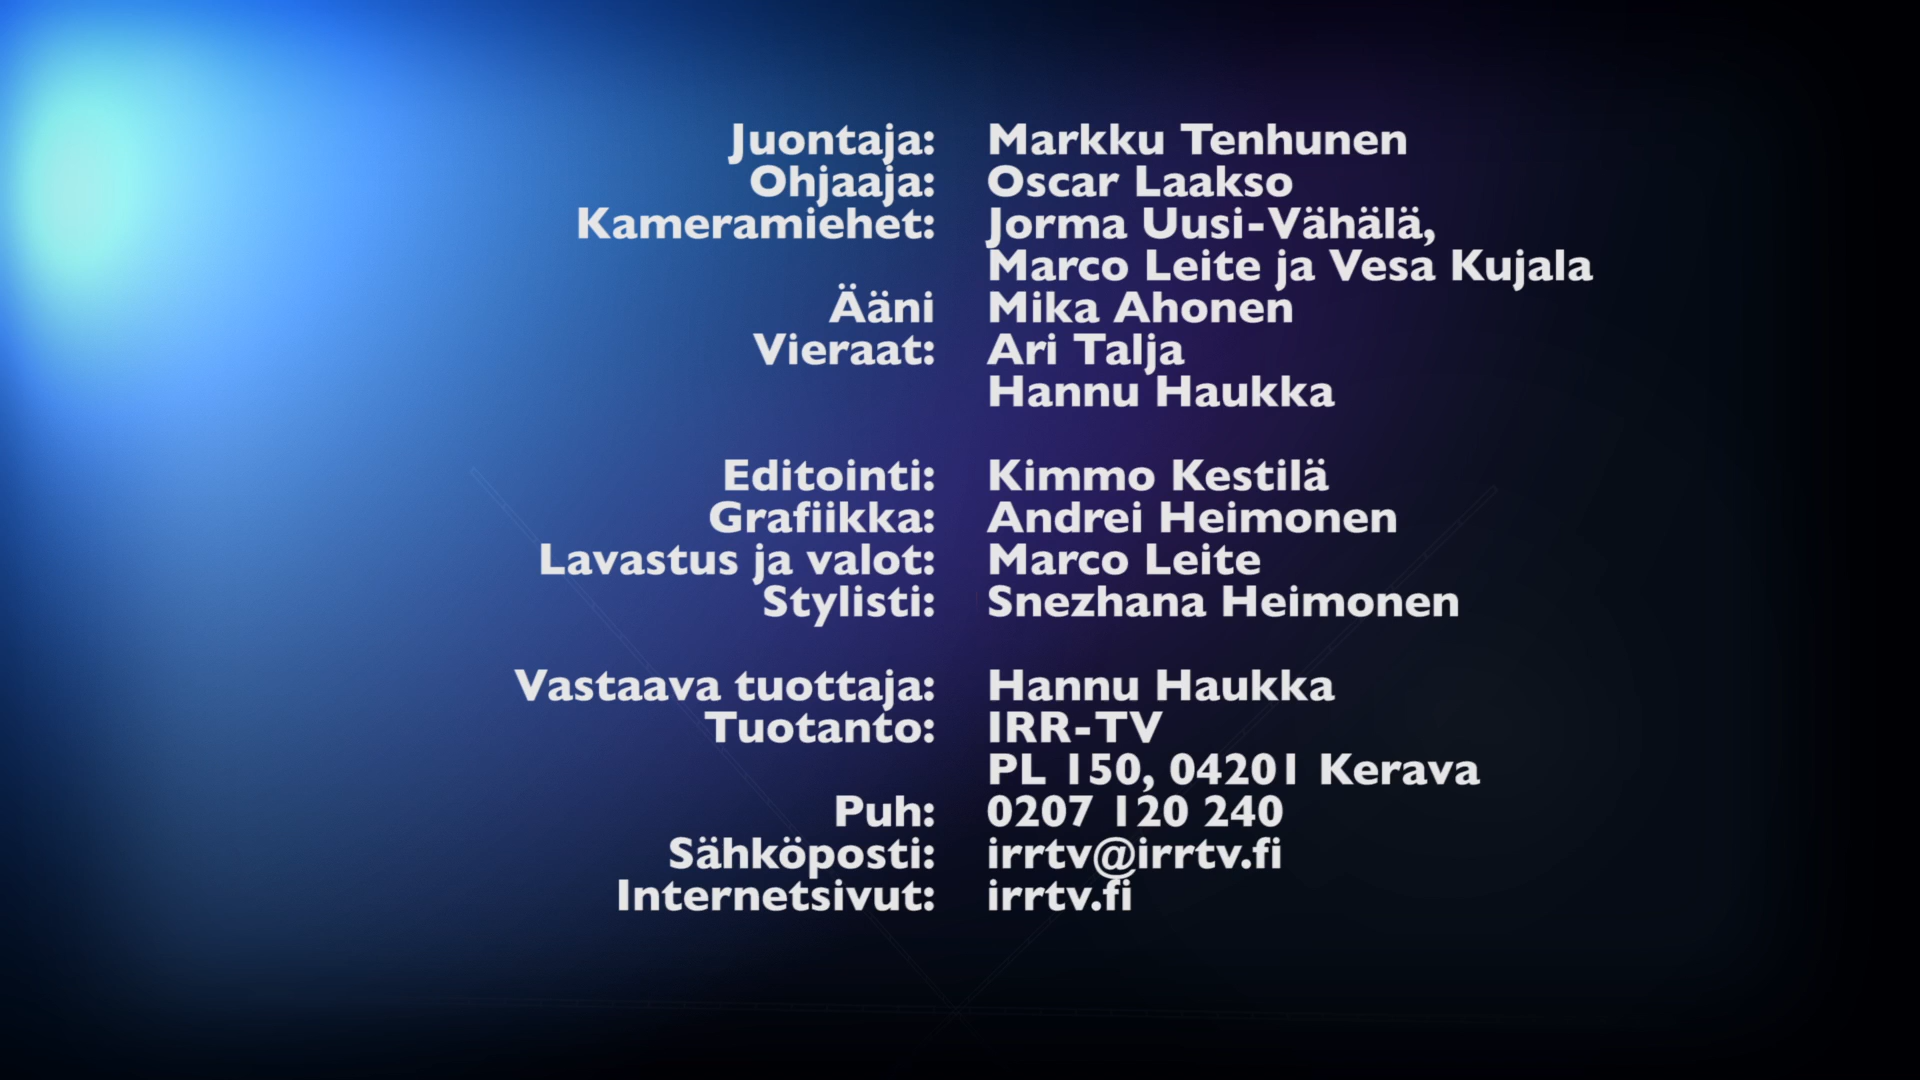 Juontaja: Markku Tenhunen
Ohjaaja: Oscar Laakso
Kameramiehet: Jorma Uusi-Vähälä,
Marco Leite ja Vesa Kujala
Ääni Mika Ahonen
Vieraat: Ari Talja
Hannu Haukka
Editointi: Kimmo Kestilä
Grafiikka: Andrei Heimonen
Lavastus ja valot: Marco Leite
Stylisti: Snezhana Heimonen
Vastaava tuottaja: Hannu Haukka
Tuotanto: IRR-TV
PL 150, 04201 Kerava
Puh: 0207 120 240
Sähköposti: irrtv@irrtv.fi
Internetsivut: irrtv.fi